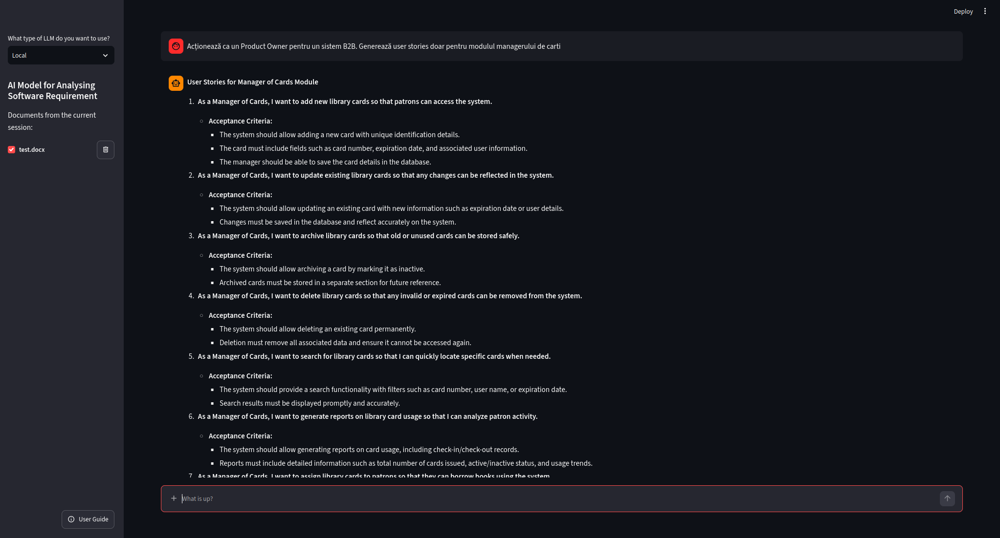 Deploy
What type of LLM do you want to use?
Local
AI Model for Analysing
Software Requirement
Documents from the current
session:
test.docx
User Guide
Acționează ca un Product Owner pentru un sistem B2B. Generează user stories doar pentru modulul managerului de carti
User Stories for Manager of Cards Module
1. As a Manager of Cards, I want to add new library cards so that patrons can access the system.
Acceptance Criteria:
The system should allow adding a new card with unique identification details.
The card must include fields such as card number, expiration date, and associated user information.
The manager should be able to save the card details in the database.
2. As a Manager of Cards, I want to update existing library cards so that any changes can be reflected in the system.
Acceptance Criteria:
The system should allow updating an existing card with new information such as expiration date or user details.
Changes must be saved in the database and reflect accurately on the system.
3. As a Manager of Cards, I want to archive library cards so that old or unused cards can be stored safely.
Acceptance Criteria:
The system should allow archiving a card by marking it as inactive.
Archived cards must be stored in a separate section for future reference.
4. As a Manager of Cards, I want to delete library cards so that any invalid or expired cards can be removed from the system.
Acceptance Criteria:
The system should allow deleting an existing card permanently.
Deletion must remove all associated data and ensure it cannot be accessed again.
5. As a Manager of Cards, I want to search for library cards so that I can quickly locate specific cards when needed.
Acceptance Criteria:
The system should provide a search functionality with filters such as card number, user name, or expiration date.
Search results must be displayed promptly and accurately.
6. As a Manager of Cards, I want to generate reports on library card usage so that I can analyze patron activity.
Acceptance Criteria:
The system should allow generating reports on card usage, including check-in/check-out records.
Reports must include detailed information such as total number of cards issued, active/inactive status, and usage trends.
7. As a Manager of Cards, I want to assign library cards to patrons so that they can borrow books using the system.
What is up?